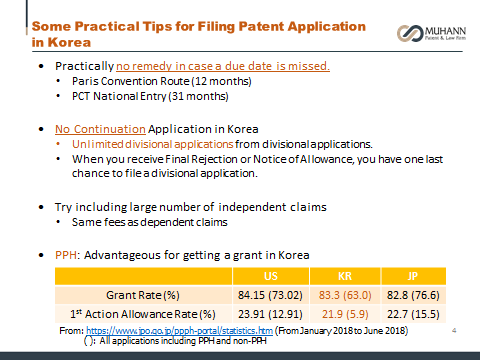 Some Practical Tips for Filing Patent Application
in Korea
MUHANN
Patent & Law Firm
• Practically no remedy in case a due date is missed.
• Paris Convention Route (12 months)
• PCT National Entry (31 months)
• No Continuation Application in Korea
• Unlimited divisional applications from divisional applications.
• When you receive Final Rejection or Notice of Allowance, you have one last
chance to file a divisional application.
• Try including large number of independent claims
• Same fees as dependent claims
• PPH: Advantageous for getting a grant in Korea
US KR JP
Grant Rate (%) 84.15 (73.02) 83.3 (63.0) 82.8 (76.6)
1st Action Allowance Rate (%) 23.91 (12.91) 21.9 (5.9) 22.7 (15.5)
From: https://www.jpo.go.jp/ppph-portal/statistics.htm (From January 2018 to June 2018)
( ): All applications including PPH and non-PPH
4